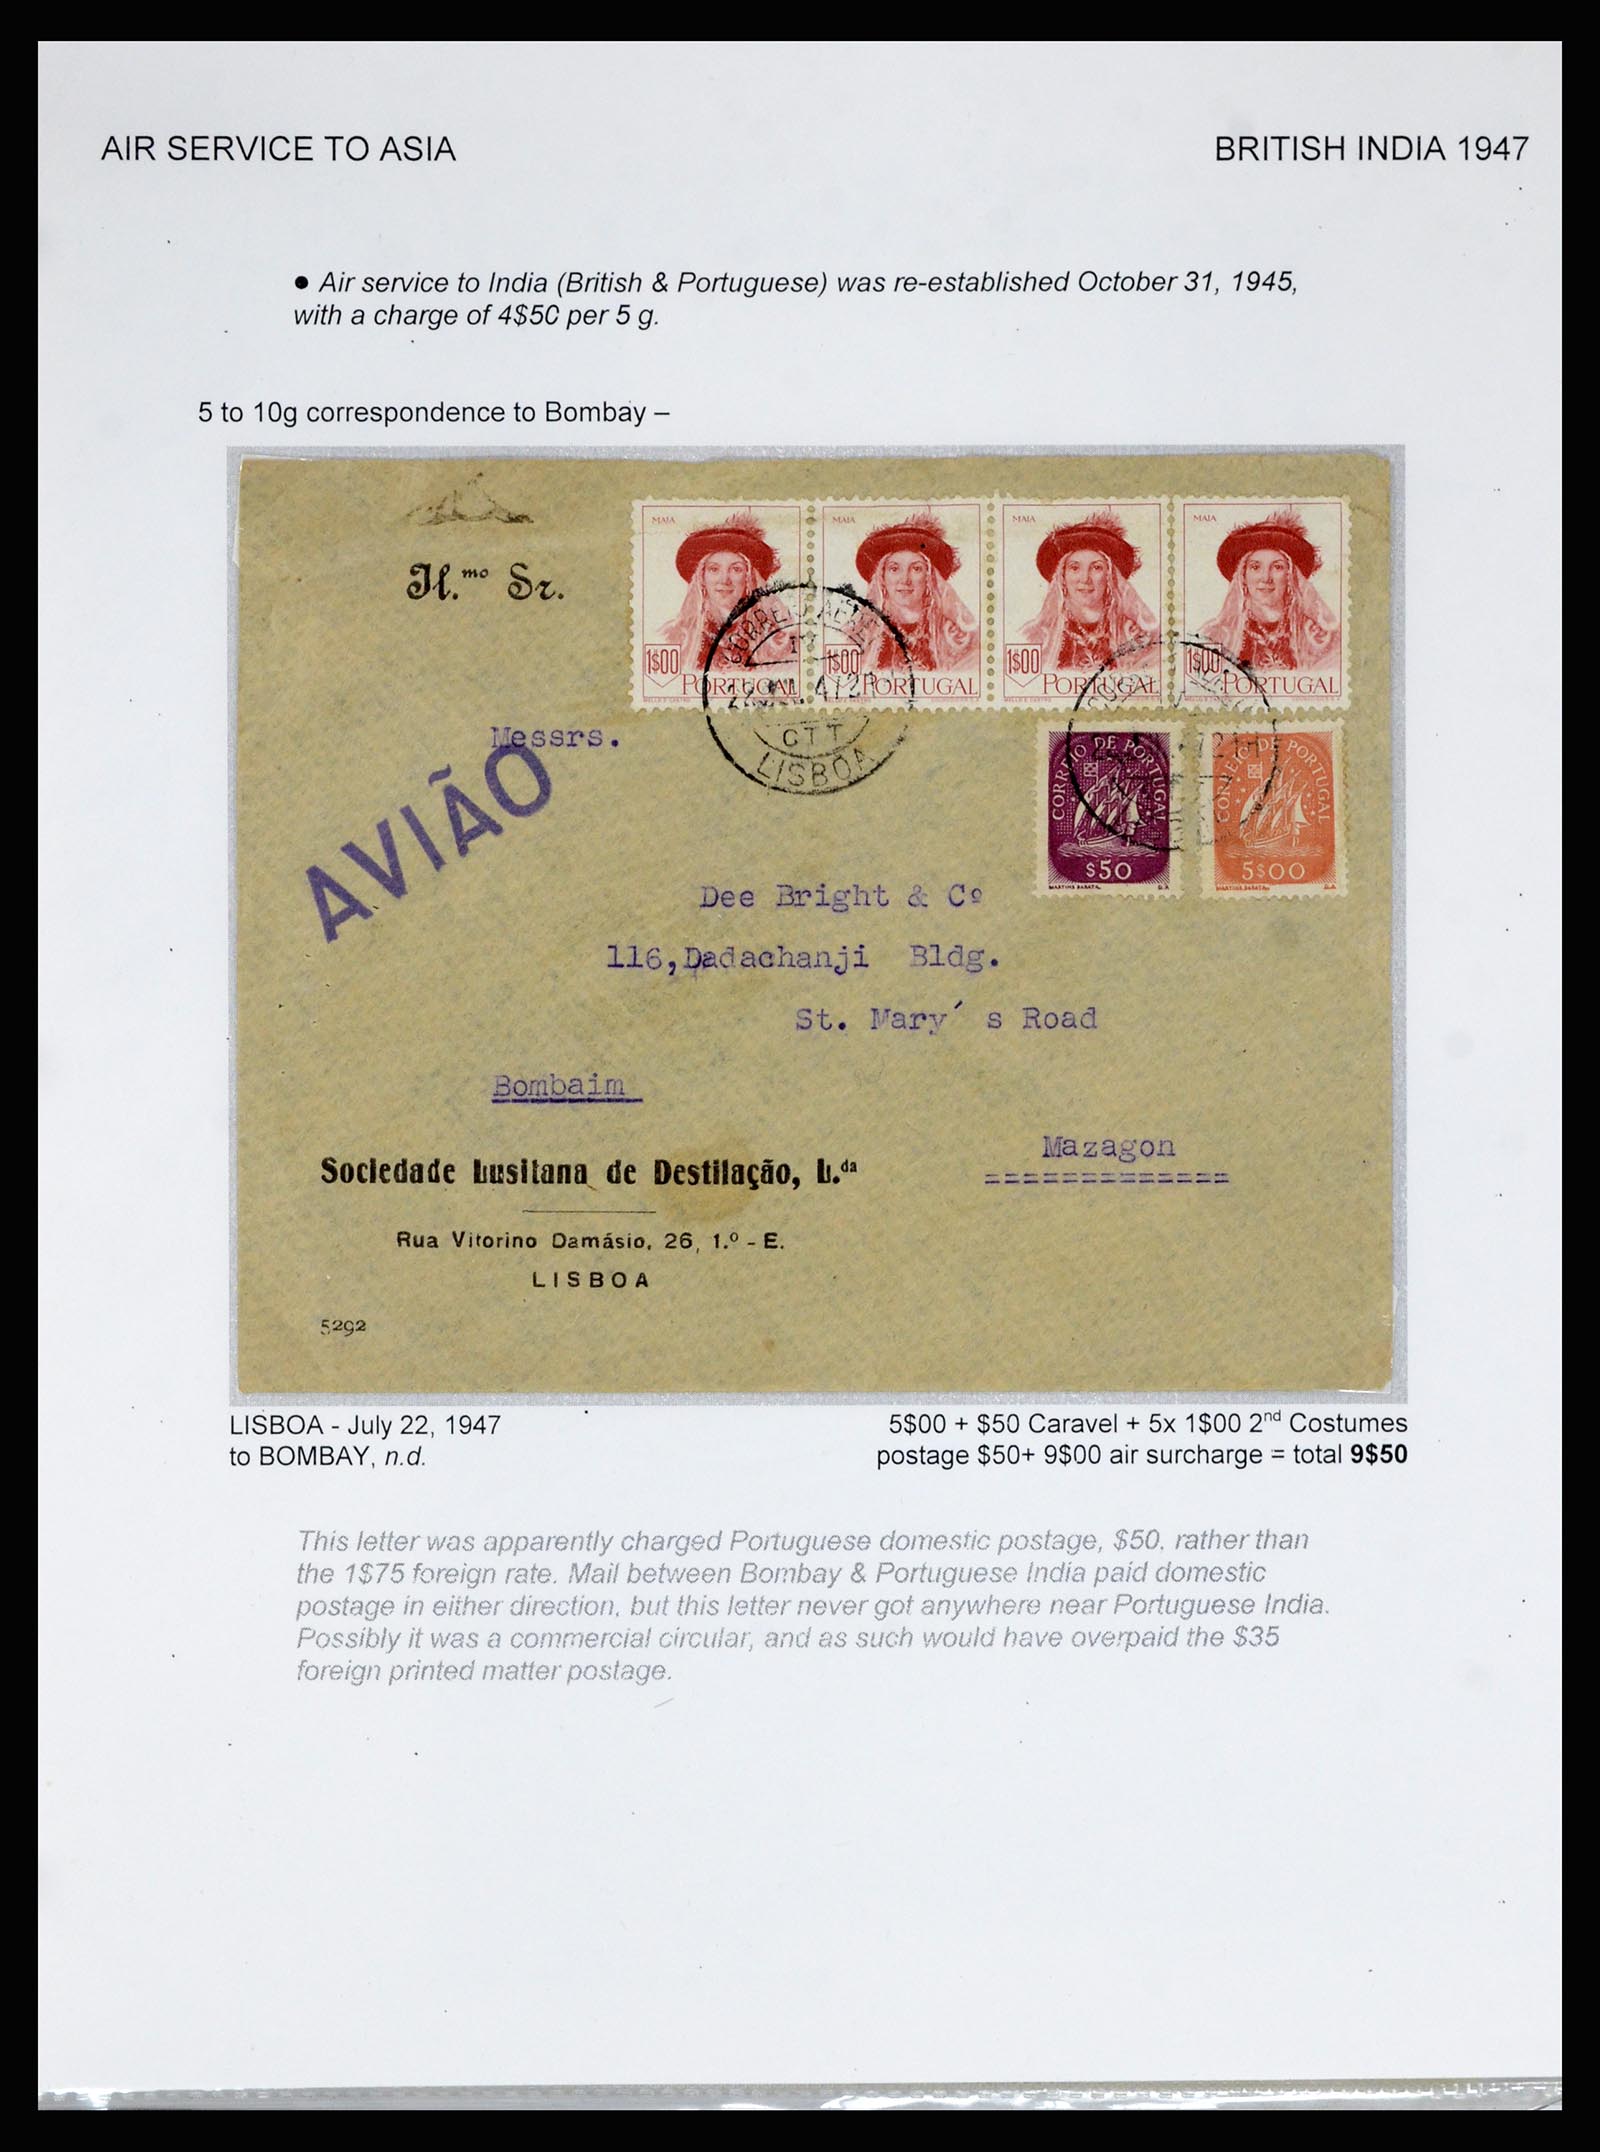 AIR SERVICE TO ASIA
BRITISH INDIA 1947
● Air service to India (British & Portuguese) was re-established October 31, 1945,
with a charge of 4$50 per 5 g.
5 to 10g correspondence to Bombay –
Il.mo Sr.
MAIA MAIA MAIA MAIA
1$00 1$00 1$00 1$00
PORTUGAL PORTUGAL PORTUGAL PORTUGAL
CORREIO
CTT
LISBOA
Messrs.
AVIÃO
CORREIO DE PORTUGAL
$50
MARTINS BARATA
CORREIO DE PORTUGAL
5$00
MARTINS BARATA
Dee Bright & Cº
116,Dadachanji Bldg.
St. Mary´ s Road
Bombaim
Mazagon
=============
Sociedade Lusitana de Destilação, L.da
Rua Vitorino Damásio, 26, 1.º - E.
LISBOA
5292
LISBOA - July 22, 1947
to BOMBAY, n.d.
5$00 + $50 Caravel + 5x 1$00 2nd Costumes
postage $50+ 9$00 air surcharge = total 9$50
This letter was apparently charged Portuguese domestic postage, $50, rather than
the 1$75 foreign rate. Mail between Bombay & Portuguese India paid domestic
postage in either direction, but this letter never got anywhere near Portuguese India.
Possibly it was a commercial circular, and as such would have overpaid the $35
foreign printed matter postage.